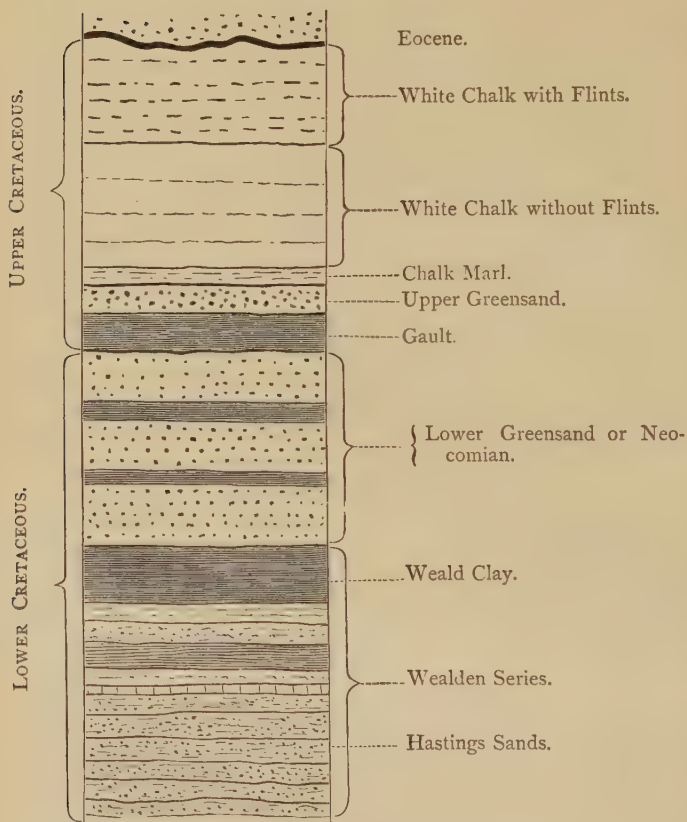 Eocene.
White Chalk with Flints.
UPPER CRETACEOUS.
White Chalk without Flints.
Chalk Marl.
Upper Greensand.
Gault.
Lower Greensand or Neo-
comian.
LOWER CRETACEOUS.
Weald Clay.
Wealden Series.
Hastings Sands.